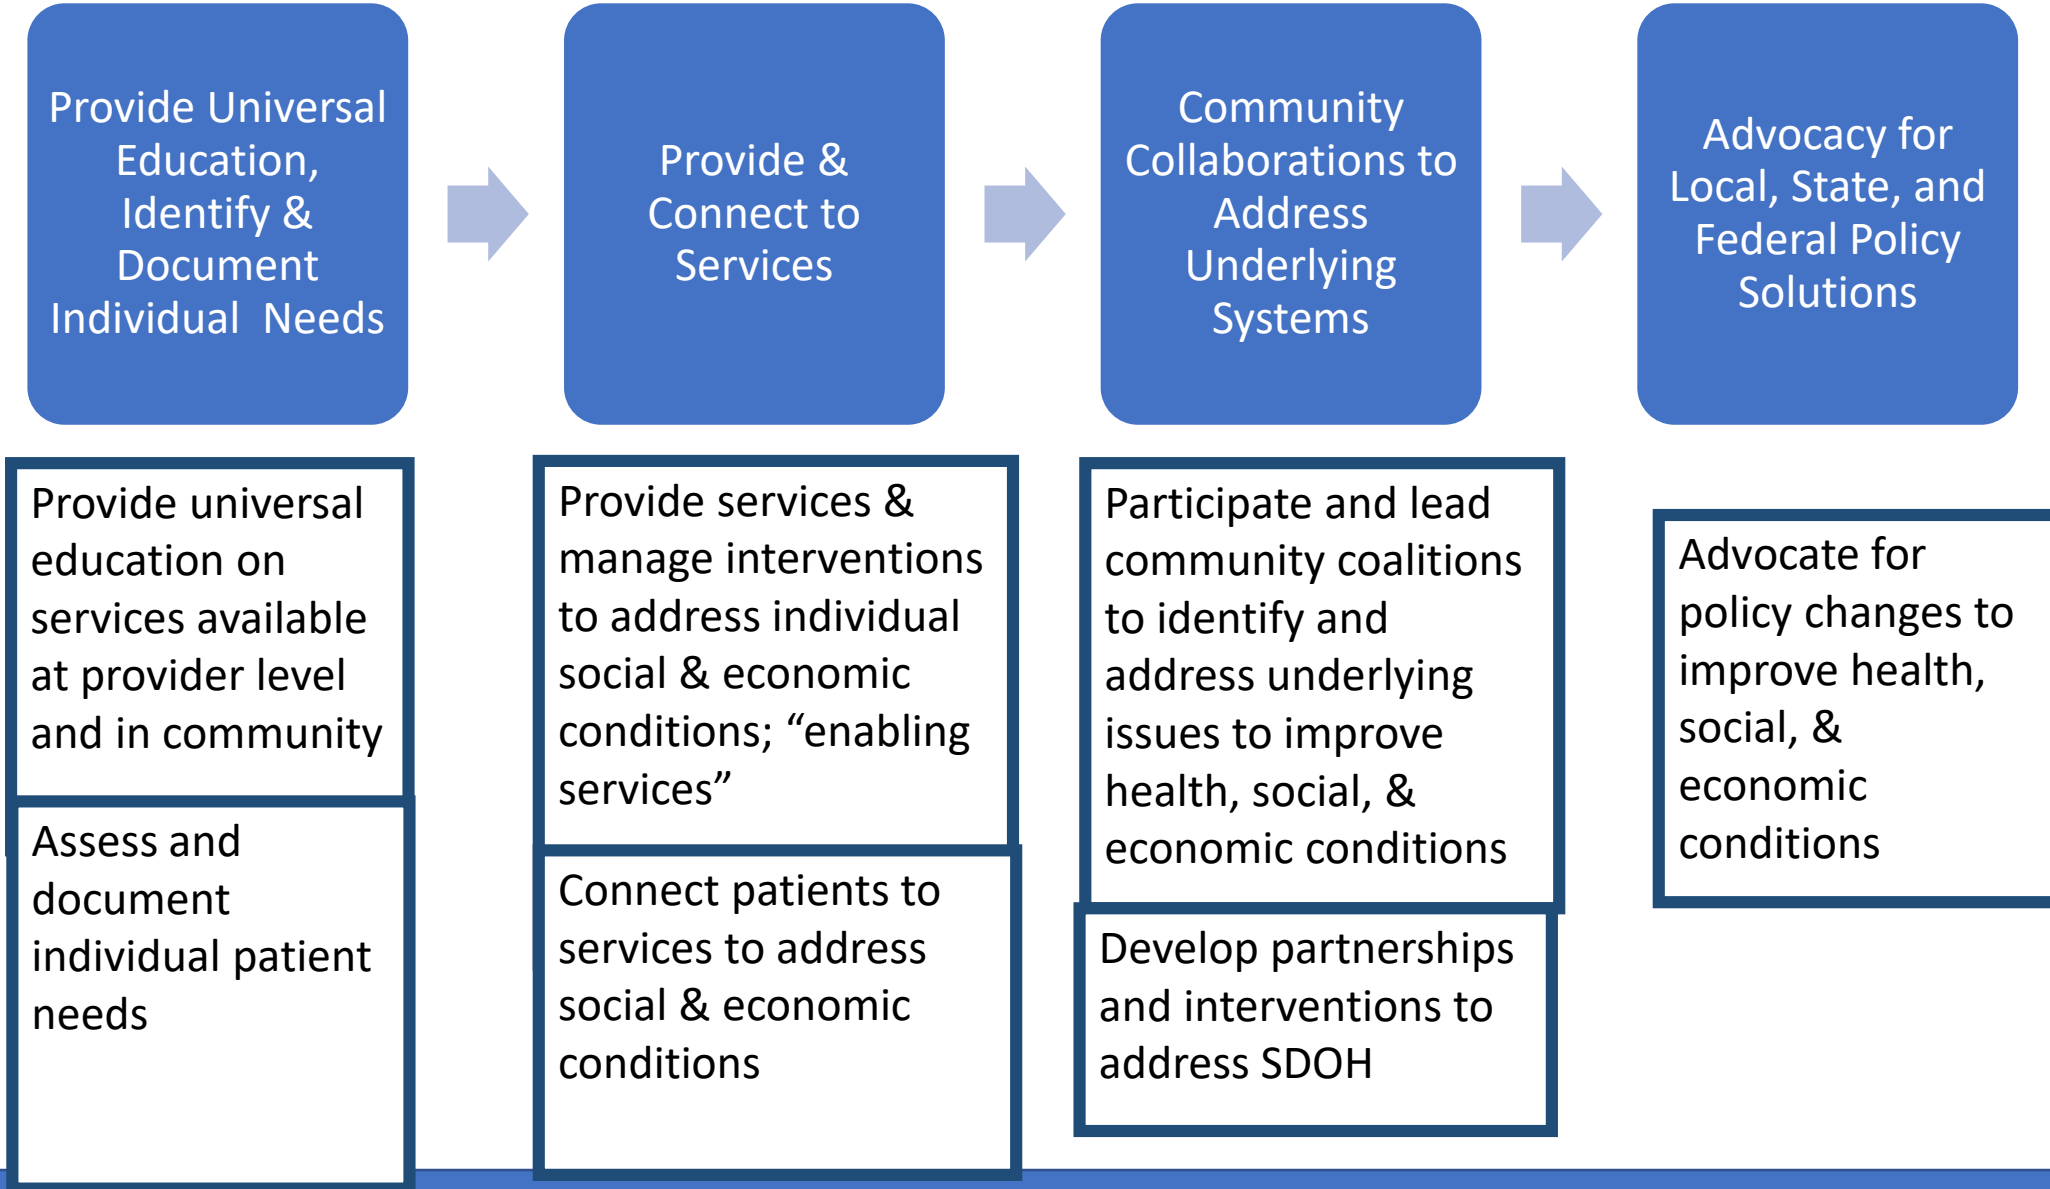 Provide Universal
Education,
Identify &
Document
Individual  Needs
Provide &
Connect to
Services
Community
Collaborations to
Address
Underlying
Systems
Advocacy for
Local, State, and
Federal Policy
Solutions
Provide universal
education on
services available
at provider level
and in community
Assess and
document
individual patient
needs
Provide services &
manage interventions
to address individual
social & economic
conditions; “enabling
services”
Connect patients to
services to address
social & economic
conditions
Participate and lead
community coalitions
to identify and
address underlying
issues to improve
health, social, &
economic conditions
Develop partnerships
and interventions to
address SDOH
Advocate for
policy changes to
improve health,
social, &
economic
conditions